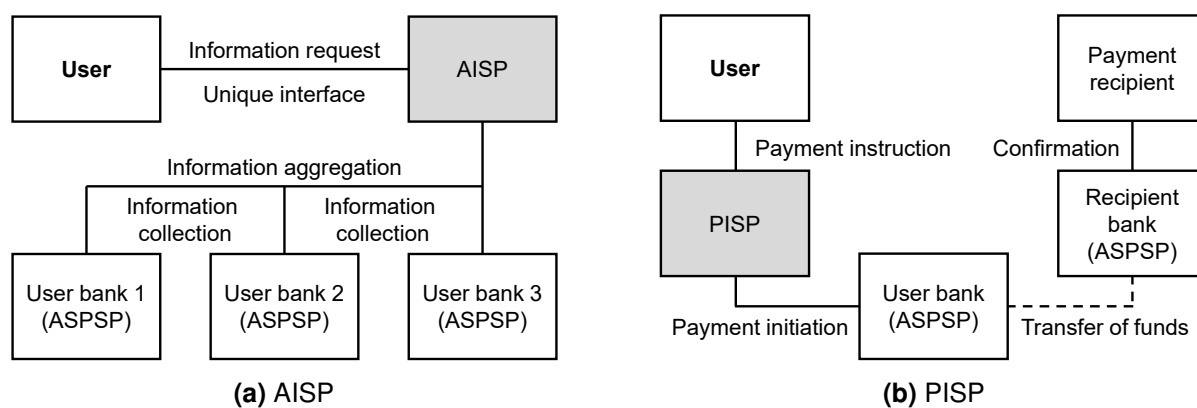 User
Information request
Unique interface
AISP
Information aggregation
Information
collection
Information
collection
User bank 1
(ASPSP)
User bank 2
(ASPSP)
User bank 3
(ASPSP)
(a) AISP
User
Payment
recipient
Payment instruction
Confirmation
PISP
Recipient
bank
(ASPSP)
Payment initiation
User bank
(ASPSP)
Transfer of funds
(b) PISP